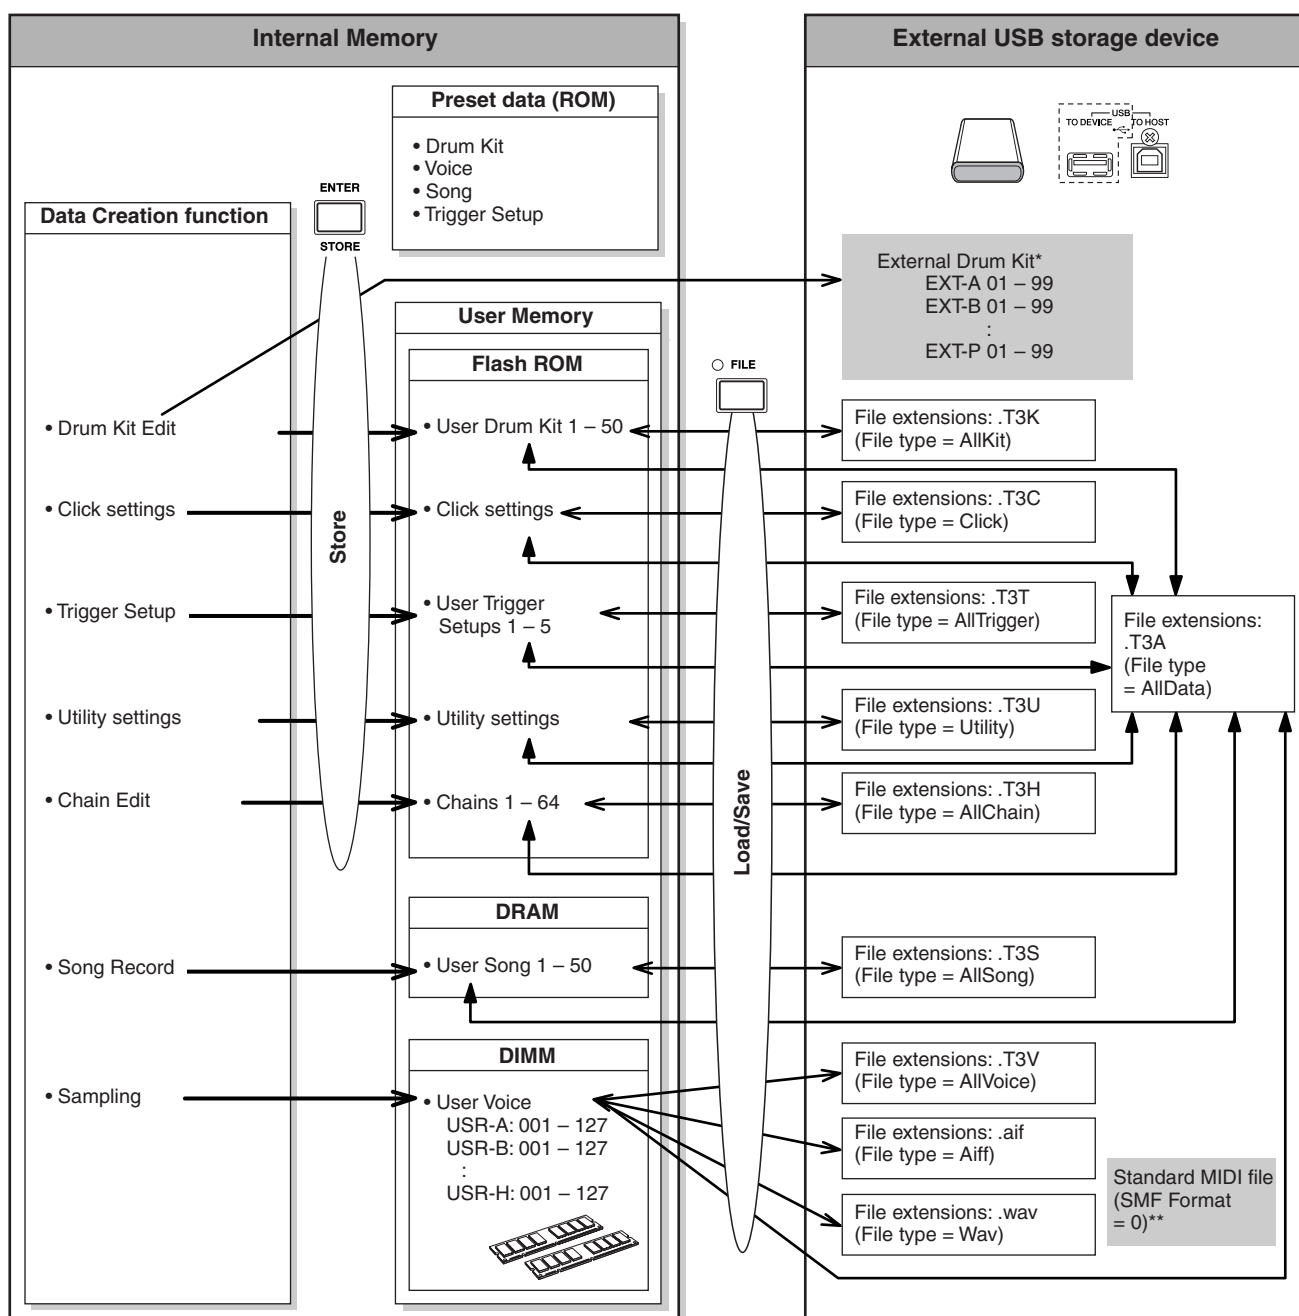 Internal Memory
External USB storage device
Preset data (ROM)
• Drum Kit
• Voice
• Song
• Trigger Setup
USB
TO DEVICE
TO HOST
ENTER
STORE
Data Creation function
• Drum Kit Edit
• Click settings
• Trigger Setup
• Utility settings
• Chain Edit
• Song Record
• Sampling
Store
User Memory
Flash ROM
• User Drum Kit 1 – 50
• Click settings
• User Trigger
Setups 1 – 5
• Utility settings
• Chains 1 – 64
DRAM
• User Song 1 – 50
DIMM
• User Voice
USR-A: 001 – 127
USR-B: 001 – 127
:
USR-H: 001 – 127
FILE
Load/Save
External Drum Kit*
EXT-A 01 – 99
EXT-B 01 – 99
:
EXT-P 01 – 99
File extensions: .T3K
(File type = AllKit)
File extensions: .T3C
(File type = Click)
File extensions: .T3T
(File type = AllTrigger)
File extensions:
.T3A
(File type
= AllData)
File extensions: .T3U
(File type = Utility)
File extensions: .T3H
(File type = AllChain)
File extensions: .T3S
(File type = AllSong)
File extensions: .T3V
(File type = AllVoice)
File extensions: .aif
(File type = Aiff)
File extensions: .wav
(File type = Wav)
Standard MIDI file
(SMF Format
= 0)**